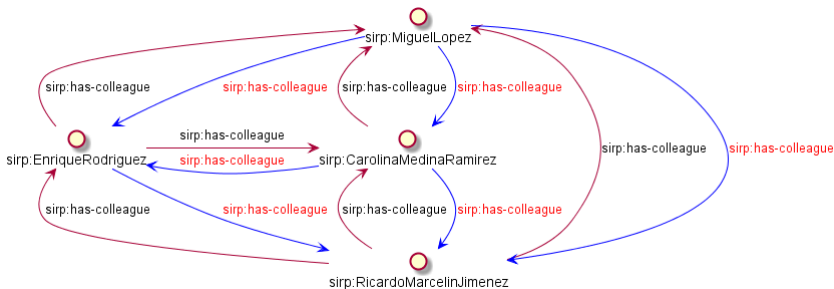 sirp:MiguelLopez
sirp:has-colleague sirp:has-colleague sirp:has-colleague sirp:has-colleague
sirp:has-colleague
sirp:EnriqueRodriguez sirp:has-colleague sirp:CarolinaMedinaRamirez sirp:has-colleague sirp:has-colleague
sirp:has-colleague sirp:has-colleague sirp:has-colleague sirp:has-colleague
sirp:RicardoMarcelinJimenez